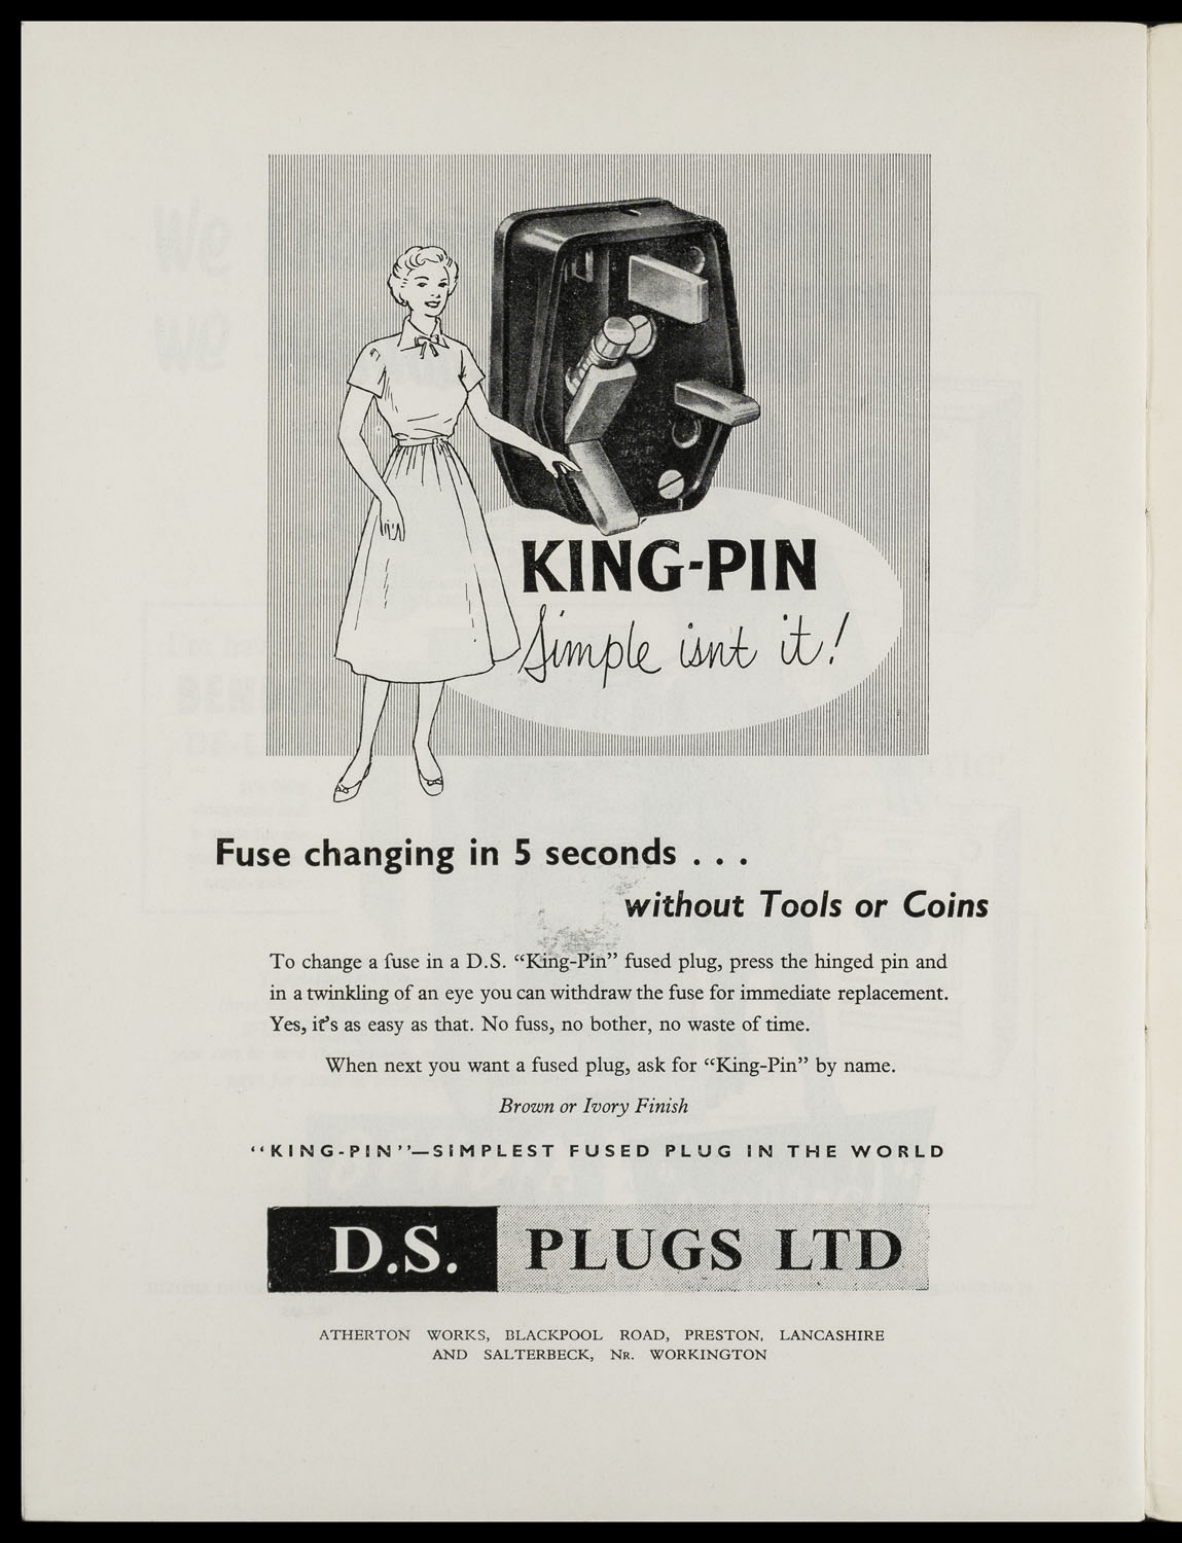 KING-PIN
Simple isnt it!
Fuse changing in 5 seconds . . .
without Tools or Coins
To change a fuse in a D.S. “King-Pin” fused plug, press the hinged pin and
in a twinkling of an eye you can withdraw the fuse for immediate replacement.
Yes, it's as easy as that. No fuss, no bother, no waste of time.
When next you want a fused plug, ask for “King-Pin” by name.
Brown or Ivory Finish
“KING-PIN”—SIMPLEST FUSED PLUG IN THE WORLD
D.S. PLUGS LTD
ATHERTON WORKS, BLACKPOOL ROAD, PRESTON, LANCASHIRE
AND SALTERBECK, NR. WORKINGTON